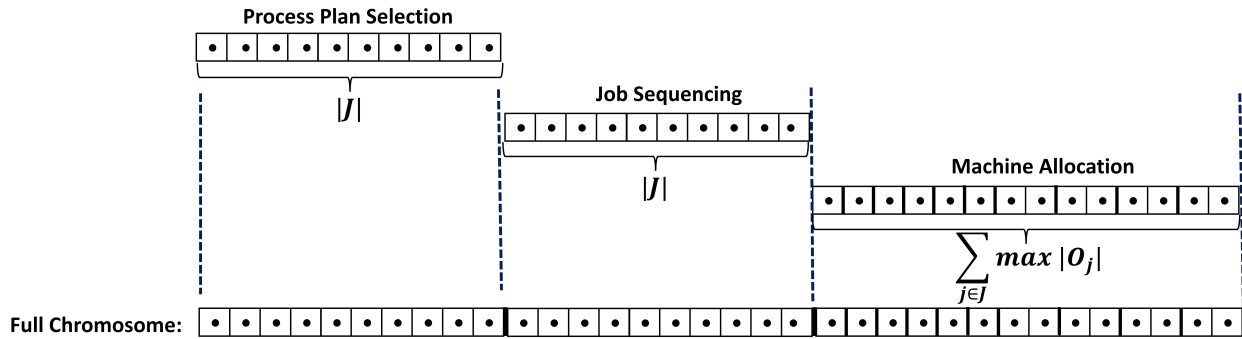 Process Plan Selection
|J|
Job Sequencing
|J|
Machine Allocation
∑ max |O_j|
j∈J
Full Chromosome: